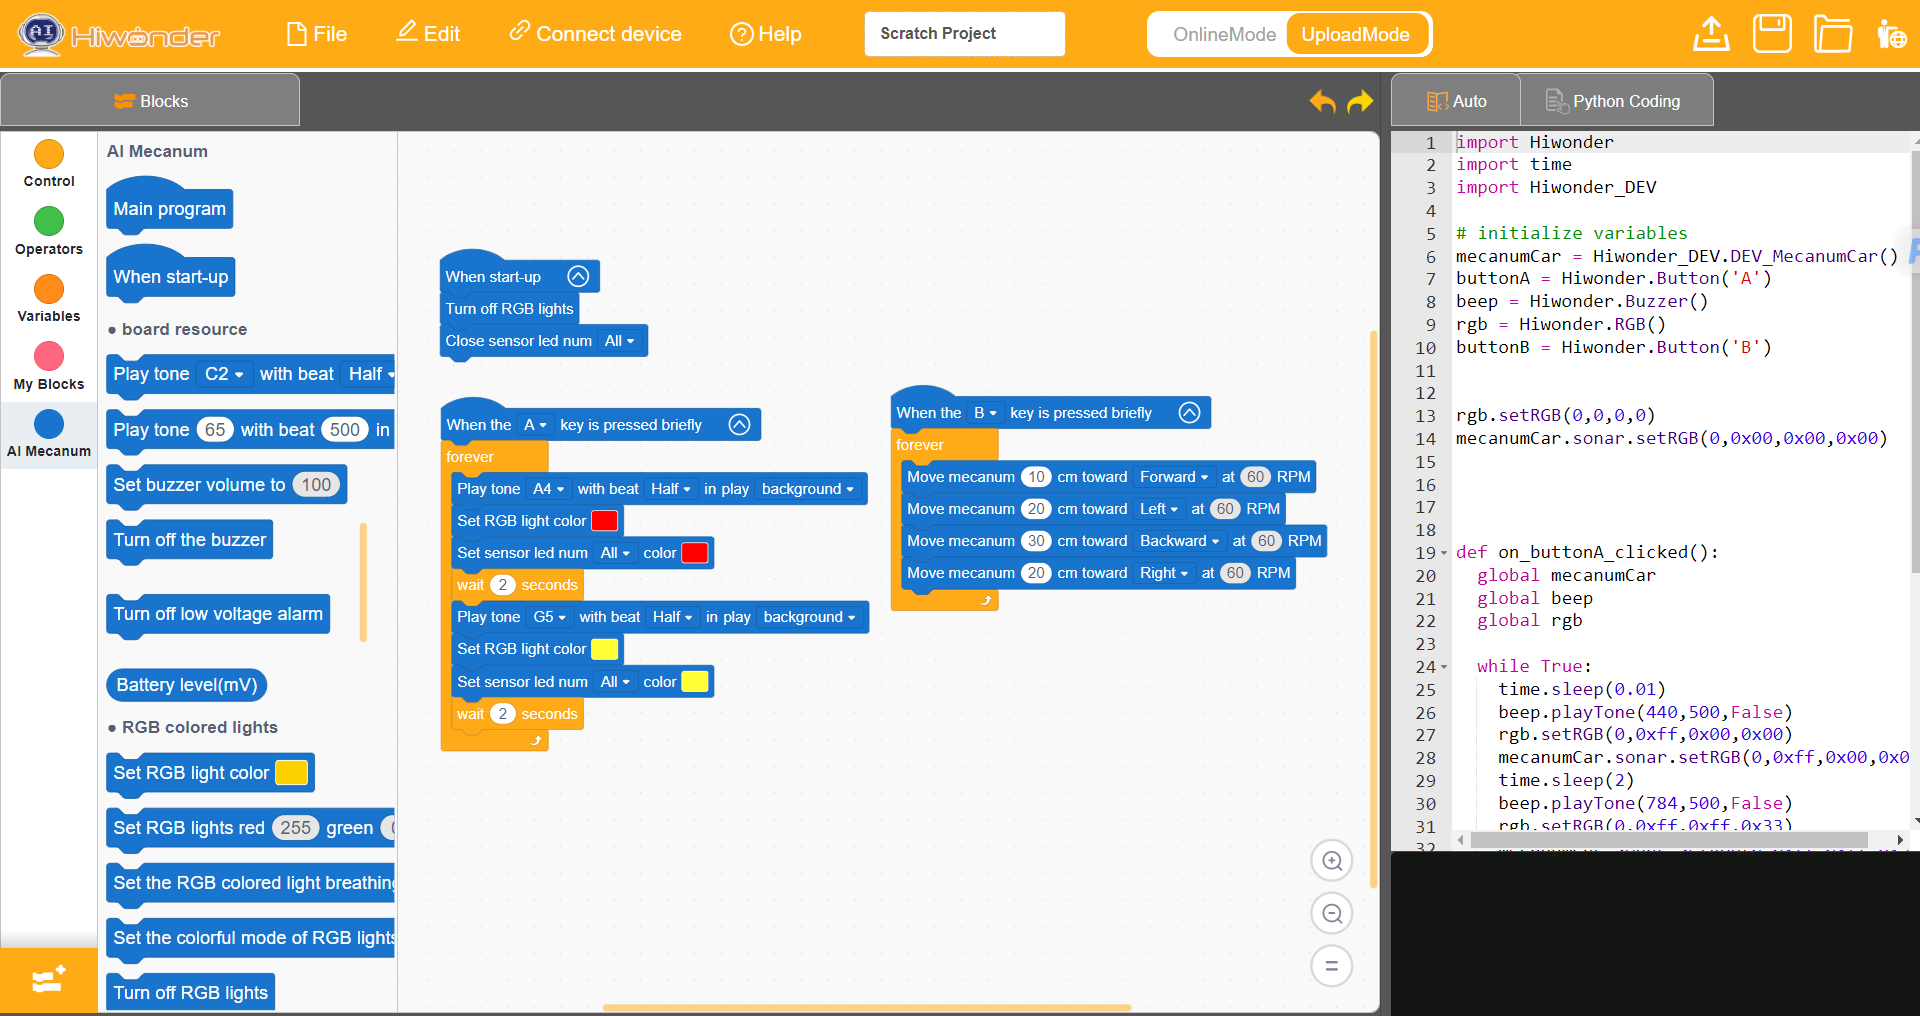 Hiwonder
File
Edit
Connect device
Help
Scratch Project
OnlineMode
UploadMode
Blocks
Auto
Python Coding
Control
Operators
Variables
My Blocks
AI Mecanum
AI Mecanum
Main program
When start-up
• board resource
Play tone C2 with beat Half
Play tone 65 with beat 500 in
Set buzzer volume to 100
Turn off the buzzer
Turn off low voltage alarm
Battery level(mV)
• RGB colored lights
Set RGB light color
Set RGB lights red 255 green
Set the RGB colored light breathing
Set the colorful mode of RGB lights
Turn off RGB lights
When start-up
Turn off RGB lights
Close sensor led num All
When the A key is pressed briefly
forever
Play tone A4 with beat Half in play background
Set RGB light color
Set sensor led num All color
wait 2 seconds
Play tone G5 with beat Half in play background
Set RGB light color
Set sensor led num All color
wait 2 seconds
When the B key is pressed briefly
forever
Move mecanum 10 cm toward Forward at 60 RPM
Move mecanum 20 cm toward Left at 60 RPM
Move mecanum 30 cm toward Backward at 60 RPM
Move mecanum 20 cm toward Right at 60 RPM
1 import Hiwonder
2 import time
3 import Hiwonder_DEV
4
5 # initialize variables
6 mecanumCar = Hiwonder_DEV.DEV_MecanumCar()
7 buttonA = Hiwonder.Button('A')
8 beep = Hiwonder.Buzzer()
9 rgb = Hiwonder.RGB()
10 buttonB = Hiwonder.Button('B')
11
12
13 rgb.setRGB(0,0,0,0)
14 mecanumCar.sonar.setRGB(0,0x00,0x00,0x00)
15
16
17
18
19 def on_buttonA_clicked():
20 global mecanumCar
21 global beep
22 global rgb
23
24 while True:
25 time.sleep(0.01)
26 beep.playTone(440,500,False)
27 rgb.setRGB(0,0xff,0x00,0x00)
28 mecanumCar.sonar.setRGB(0,0xff,0x00,0x0
29 time.sleep(2)
30 beep.playTone(784,500,False)
31 rgb.setRGB(0,0xff,0xff,0x33)
32